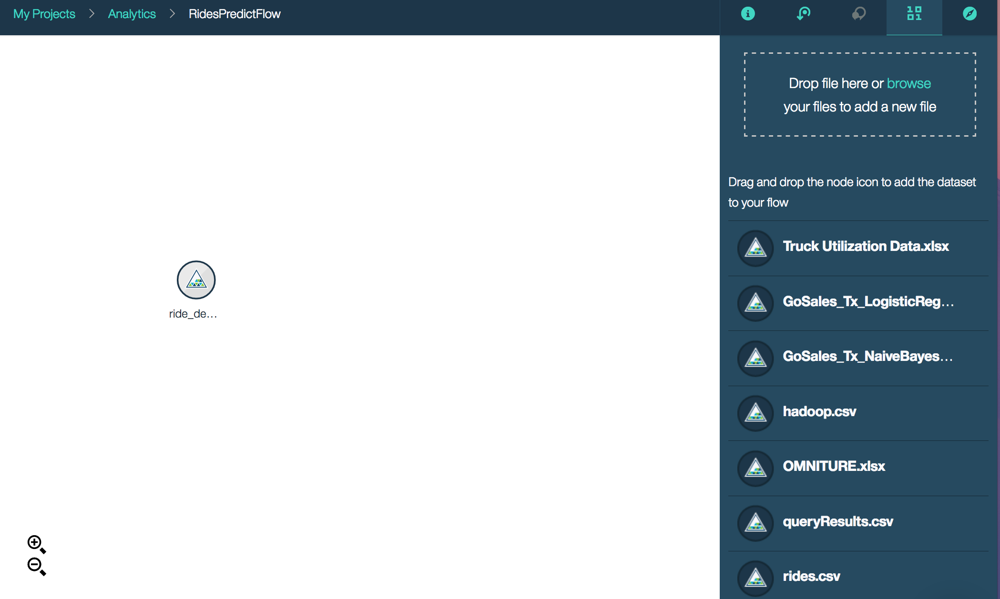 My Projects > Analytics > RidesPredictFlow
Drop file here or browse
your files to add a new file
Drag and drop the node icon to add the dataset
to your flow
Truck Utilization Data.xlsx
GoSales_Tx_LogisticReg...
GoSales_Tx_NaiveBayes...
hadoop.csv
OMNITURE.xlsx
queryResults.csv
rides.csv
ride_de...